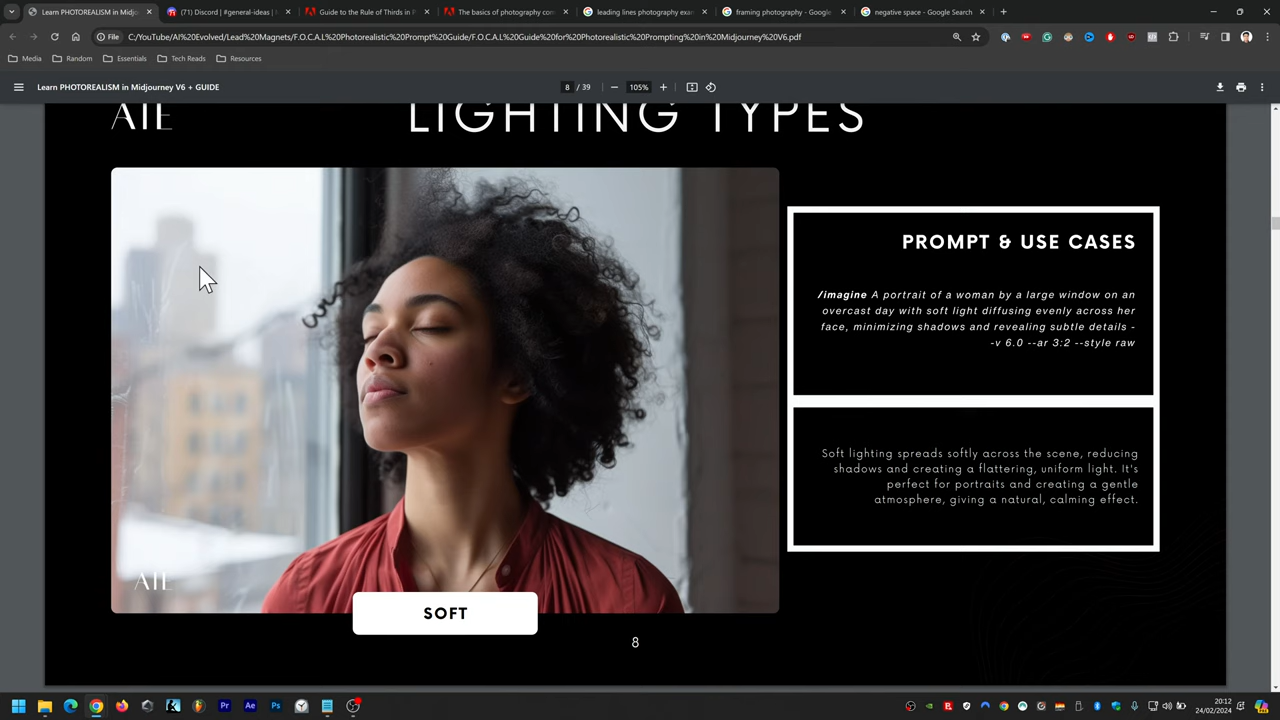 Learn PHOTOREALISM in Midjou
(71) Discord | #general-ideas |
Guide to the Rule of Thirds in P
The basics of photography com
leading lines photography exa
framing photography - Google
negative space - Google Search
File
C:/YouTube/AI%20Evolved/Lead%20Magnets/F.O.C.A.L%20Photorealistic%20Prompt%20Guide/F.O.C.A.L%20Guide%20for%20Photorealistic%20Prompting%20in%20Midjourney%20V6.pdf
Media
Random
Essentials
Tech Reads
Resources
Learn PHOTOREALISM in Midjourney V6 + GUIDE
8 / 39
105%
AIE
LIGHTING TYPES
PROMPT & USE CASES
/imagine A portrait of a woman by a large window on an
overcast day with soft light diffusing evenly across her
face, minimizing shadows and revealing subtle details -
-v 6.0 --ar 3:2 --style raw
Soft lighting spreads softly across the scene, reducing
shadows and creating a flattering, uniform light. It's
perfect for portraits and creating a gentle
atmosphere, giving a natural, calming effect.
AIE
SOFT
8
Pr
Ae
Ps
20:12
24/02/2024